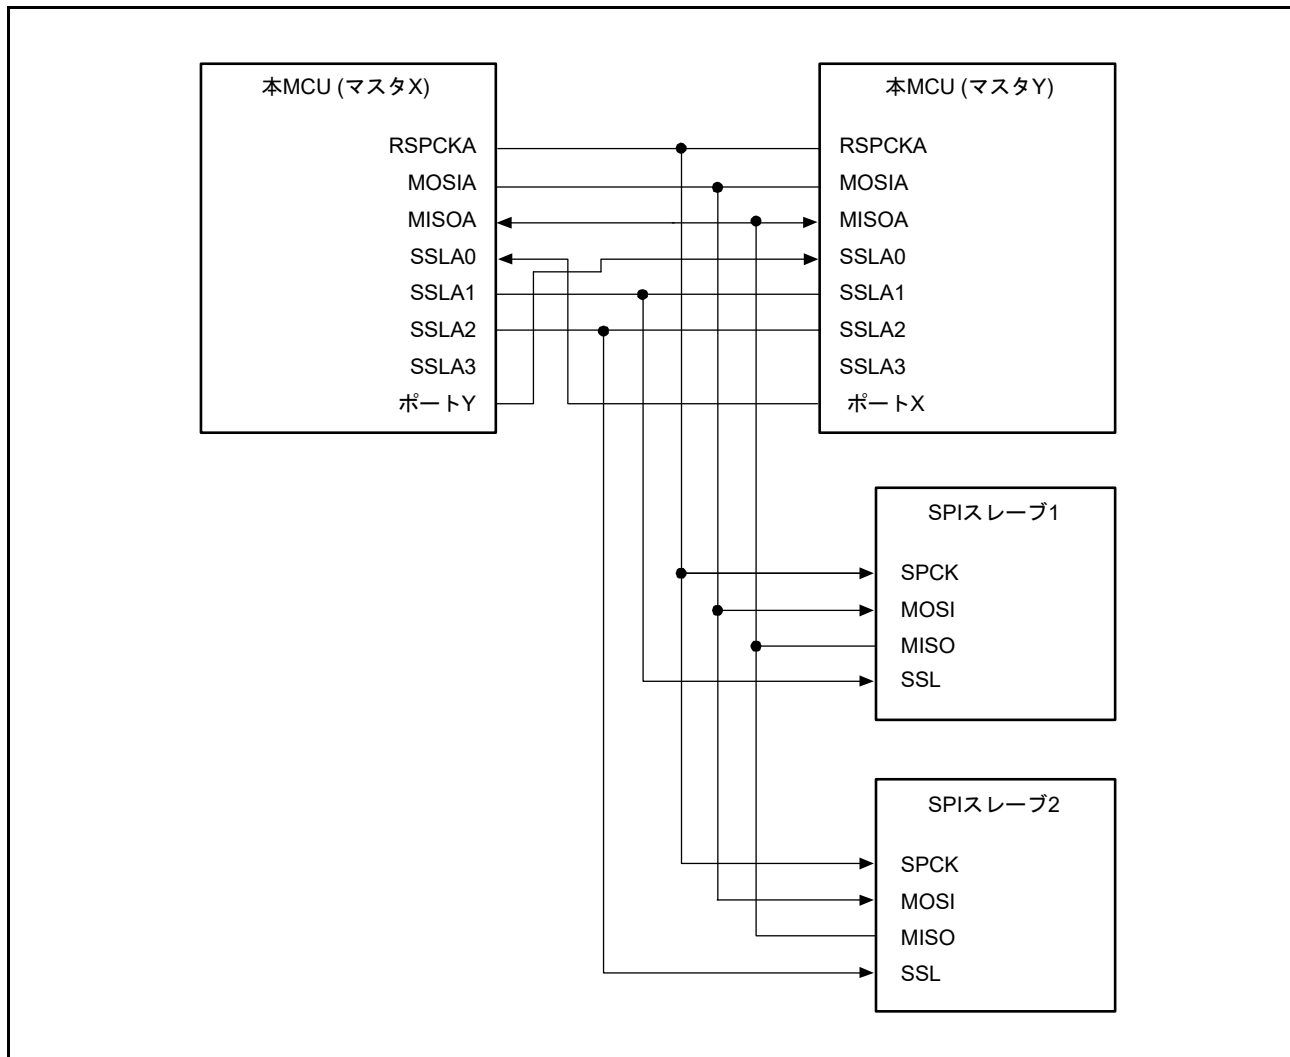 本MCU (マスタX)
RSPCKA
MOSIA
MISOA
SSLA0
SSLA1
SSLA2
SSLA3
ポートY
本MCU (マスタY)
RSPCKA
MOSIA
MISOA
SSLA0
SSLA1
SSLA2
SSLA3
ポートX
SPIスレーブ1
SPCK
MOSI
MISO
SSL
SPIスレーブ2
SPCK
MOSI
MISO
SSL